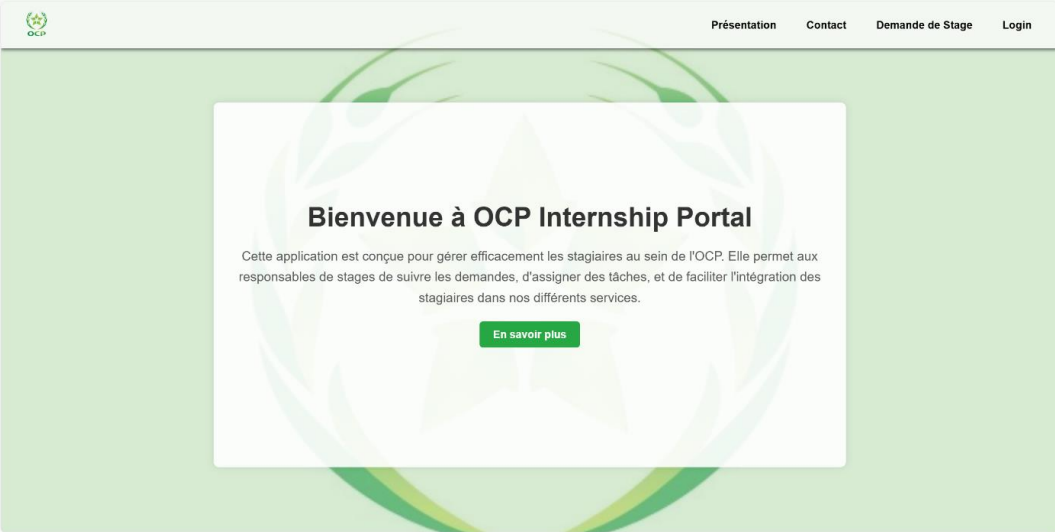 OCP
Présentation Contact Demande de Stage Login
Bienvenue à OCP Internship Portal
Cette application est conçue pour gérer efficacement les stagiaires au sein de l'OCP. Elle permet aux
responsables de stages de suivre les demandes, d'assigner des tâches, et de faciliter l'intégration des
stagiaires dans nos différents services.
En savoir plus